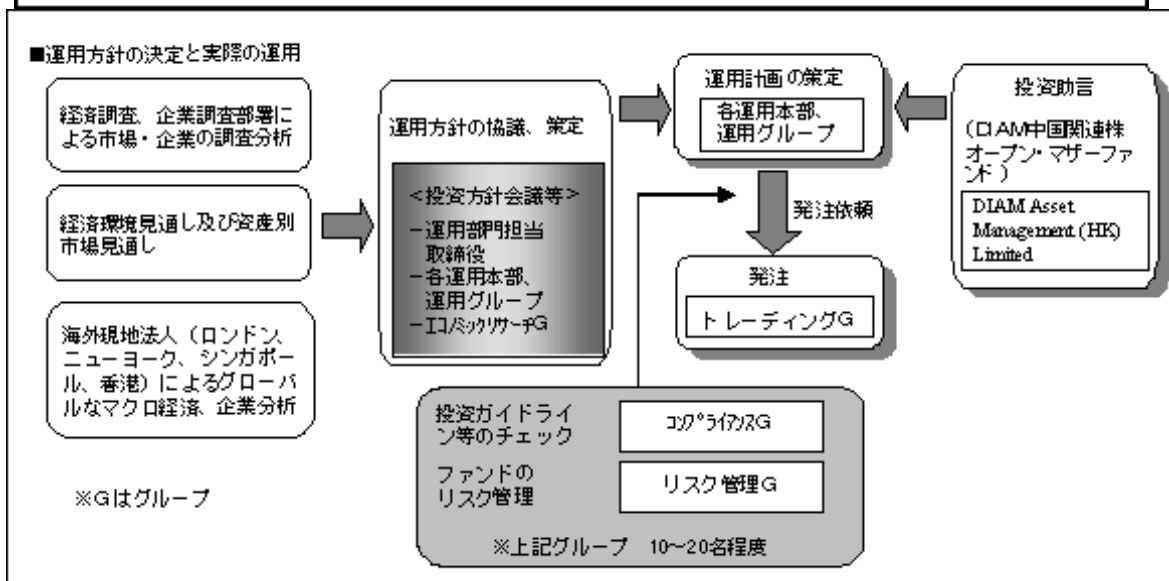 ■運用方針の決定と実際の運用
経済調査、企業調査部署に
よる市場・企業の調査分析
経済環境見通し及び資産別
市場見通し
海外現地法人（ロンドン、
ニューヨーク、シンガポー
ル、香港）によるグローバ
ルなマクロ経済、企業分析
※Gはグループ
運用方針の協議、策定
＜投資方針会議等＞
－運用部門担当
取締役
－各運用本部、
運用グループ
－ｴｺﾉﾐｯｸﾘｻｰﾁG
運用計画の策定
各運用本部、
運用グループ
発注依頼
発注
トレーディングG
投資助言
（DIAM中国関連株
オープン・マザーファ
ンド）
DIAM Asset
Management (HK)
Limited
投資ガイドライ
ン等のチェック
ｺﾝﾌﾟﾗｲｱﾝｽG
ファンドの
リスク管理
リスク管理G
※上記グループ　10～20名程度